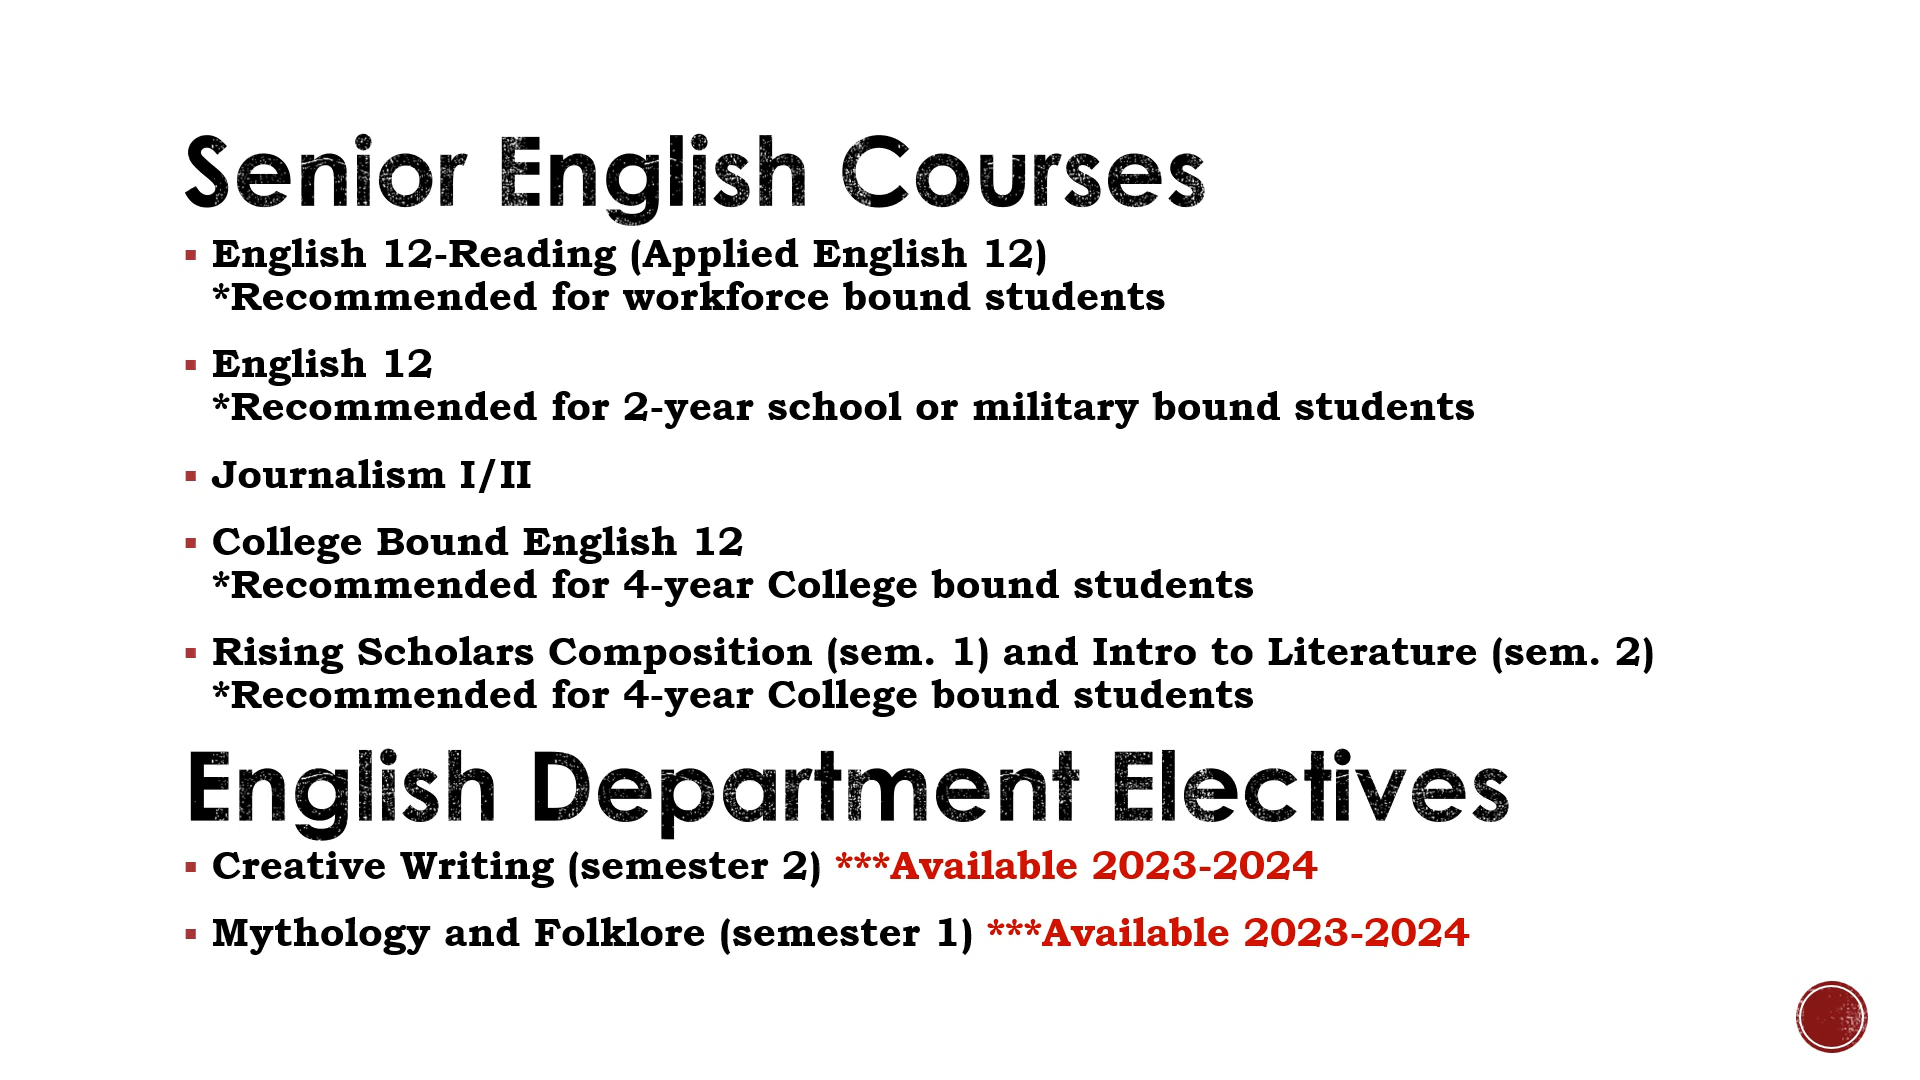 Senior English Courses
▪ English 12-Reading (Applied English 12)
*Recommended for workforce bound students
▪ English 12
*Recommended for 2-year school or military bound students
▪ Journalism I/II
▪ College Bound English 12
*Recommended for 4-year College bound students
▪ Rising Scholars Composition (sem. 1) and Intro to Literature (sem. 2)
*Recommended for 4-year College bound students
English Department Electives
▪ Creative Writing (semester 2) ***Available 2023-2024
▪ Mythology and Folklore (semester 1) ***Available 2023-2024